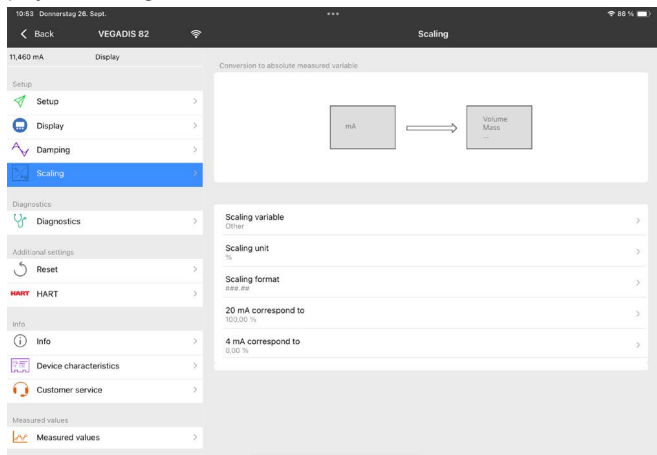 10:53 Donnerstag 26. Sept.
86 %
Back
VEGADIS 82
Scaling
11,460 mA
Display
Setup
Setup
Display
Damping
Scaling
Diagnostics
Diagnostics
Additional settings
Reset
HART HART
Info
Info
Device characteristics
Customer service
Measured values
Measured values
Conversion to absolute measured variable
mA
Volume
Mass
...
Scaling variable
Other
Scaling unit
%
Scaling format
###.##
20 mA correspond to
100,00 %
4 mA correspond to
0,00 %